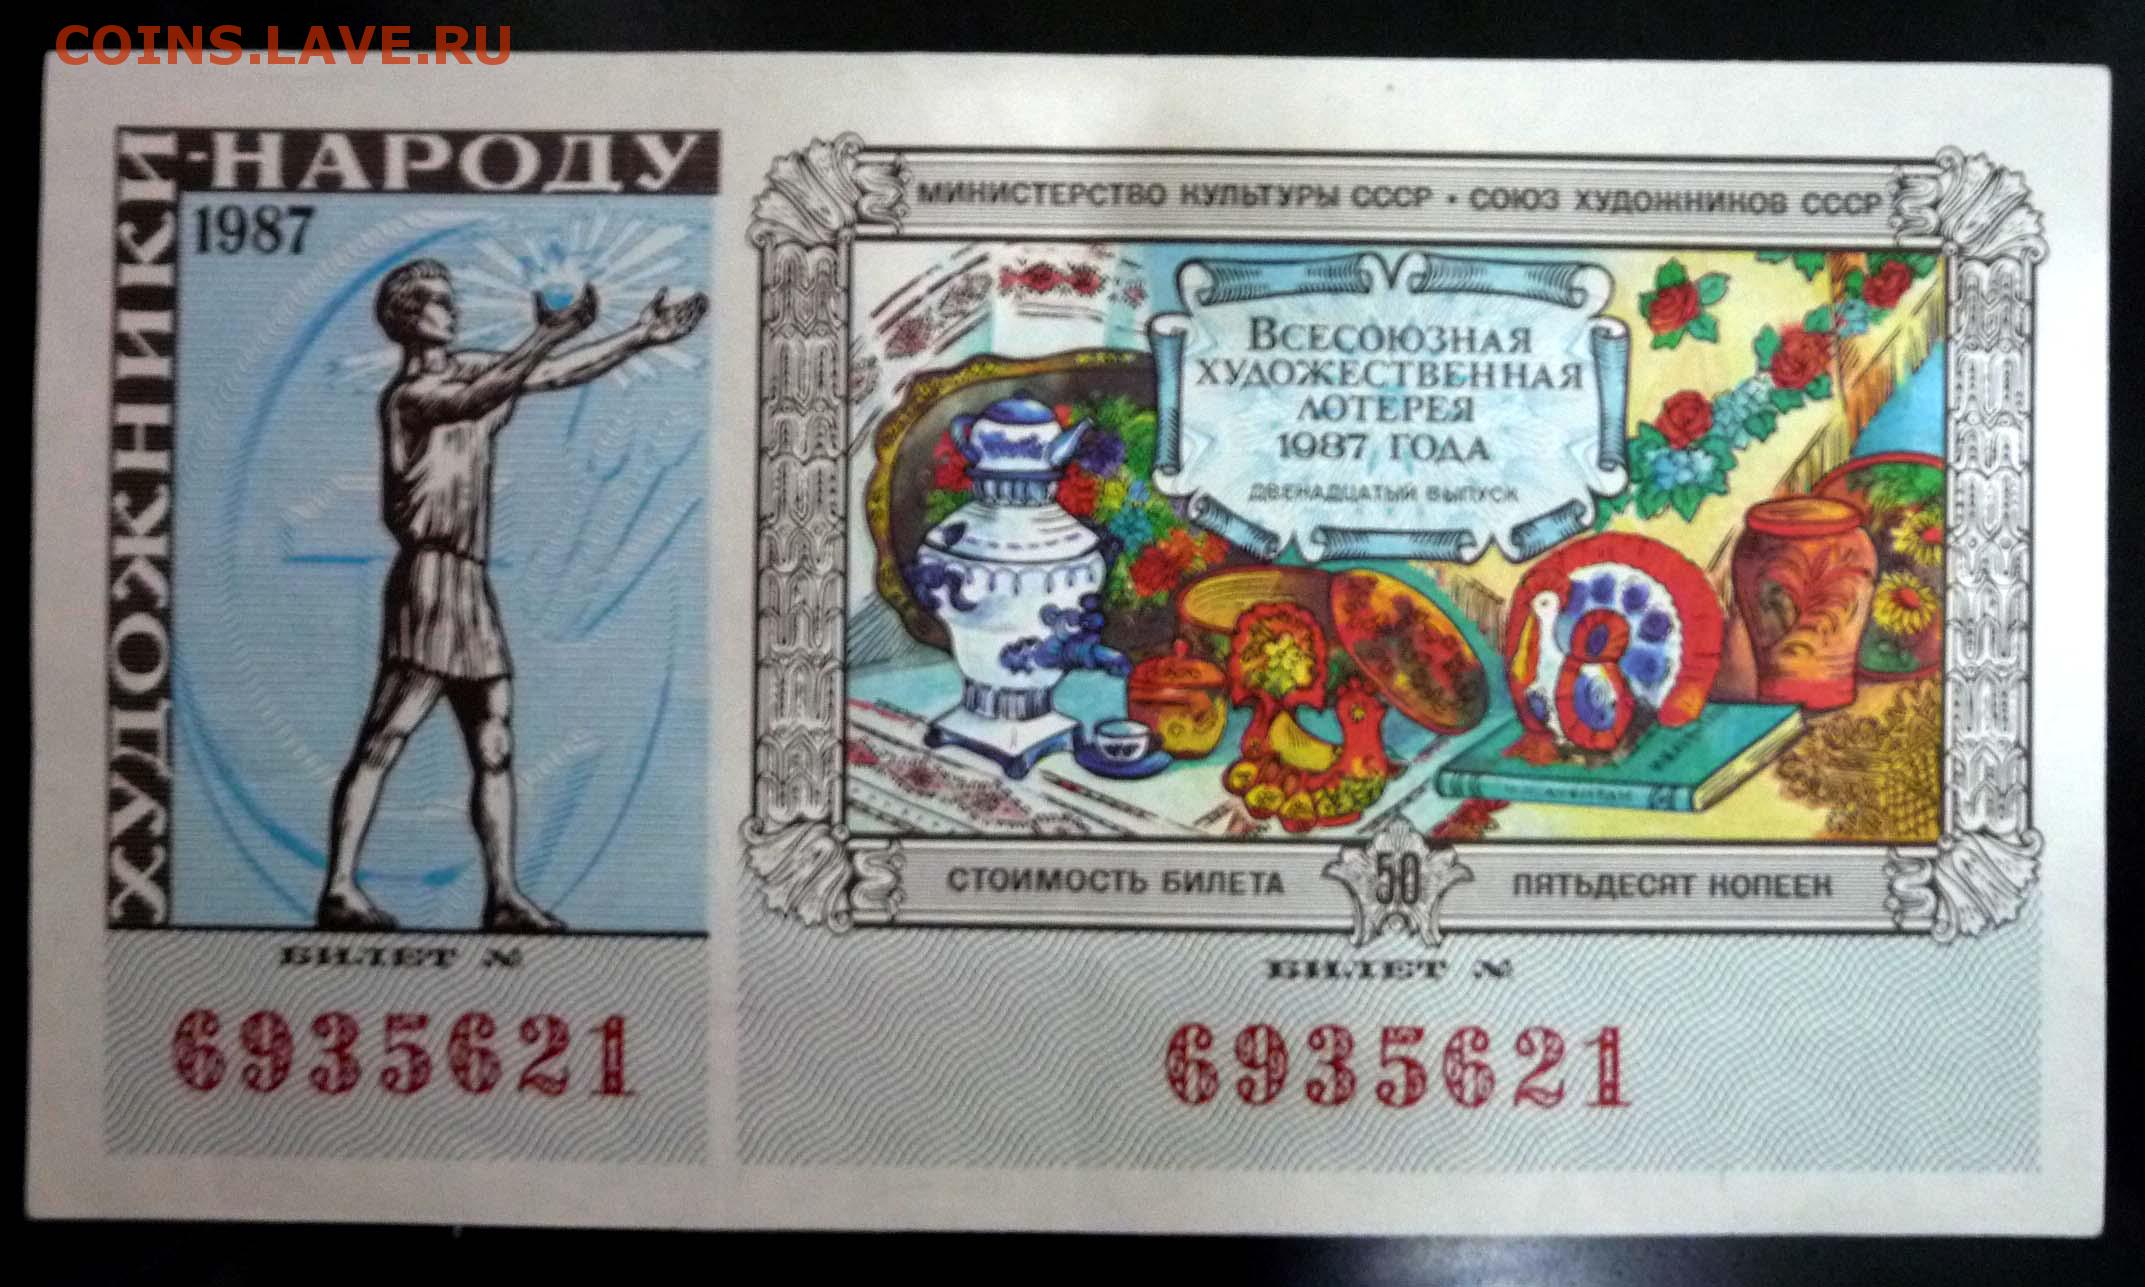 COINS.LAVE.RU
ХУДОЖНИКИ-НАРОДУ
1987
БИЛЕТ №
6935621
МИНИСТЕРСТВО КУЛЬТУРЫ СССР • СОЮЗ ХУДОЖНИКОВ СССР
ВСЕСОЮЗНАЯ
ХУДОЖЕСТВЕННАЯ
ЛОТЕРЕЯ
1987 ГОДА
ДВЕНАДЦАТЫЙ ВЫПУСК
СТОИМОСТЬ БИЛЕТА 50 ПЯТЬДЕСЯТ КОПЕЕК
БИЛЕТ №
6935621